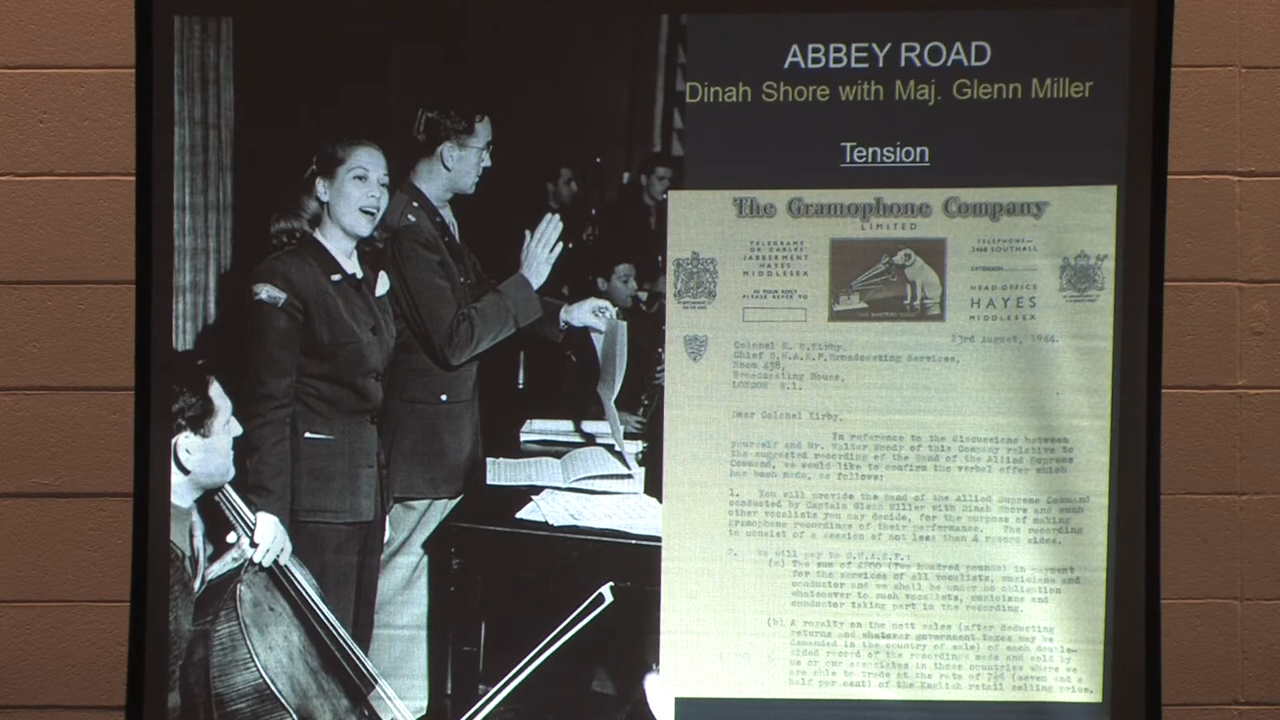 ABBEY ROAD
Dinah Shore with Maj. Glenn Miller
Tension
The Gramophone Company
LIMITED
TELEGRAMS
OR CABLES:
JABBERMENT
HAYES
MIDDLESEX
IN YOUR REPLY
PLEASE REFER TO
TELEPHONE—
2468 SOUTHALL
EXTENSION
HEAD OFFICE
HAYES
MIDDLESEX
23rd August, 1944.
Colonel E. M.Kirby,
Chief S.H.A.E.F.Broadcasting Services,
Room 438,
Broadcasting House,
LONDON W.1.
Dear Colonel Kirby,
In reference to the discussions between
yourself and Mr. Walter Moody of this Company relative to
the suggested recording of the Band of the Allied Supreme
Command, we would like to confirm the verbal offer which
has been made, as follows:
1. You will provide the Band of the Allied Supreme Command
conducted by Captain Glenn Miller with Dinah Shore and such
other vocalists you may decide, for the purpose of making
gramophone recordings of their performance. The recording
to consist of a session of not less than 4 record sides.
2. We will pay to S.H.A.E.F.:
(a) The sum of £200 (Two hundred pounds) in payment
for the services of all vocalists, musicians and
conductor and we shall be under no obligation
whatsoever to such vocalists, musicians and
conductor taking part in the recording.
(b) A royalty on the nett sales (after deducting
returns and whatever government taxes may be
demanded in the country of sale) of each double-
sided record of the recordings made and sold by
us or our associates in those countries where we
are able to trade at the rate of 7½% (seven and a
half per cent) of the English retail selling price.